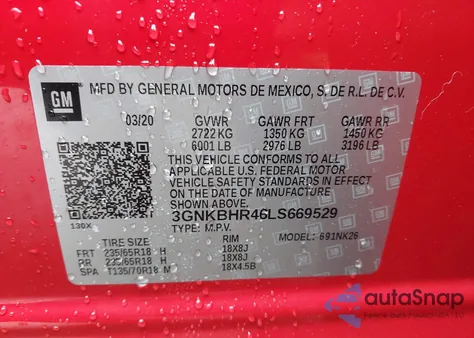 GM
MFD BY GENERAL MOTORS DE MEXICO, S. DE R.L. DE C.V.
03/20 GVWR GAWR FRT GAWR RR
2722 KG 1350 KG 1450 KG
6001 LB 2976 LB 3196 LB
THIS VEHICLE CONFORMS TO ALL
APPLICABLE U.S. FEDERAL MOTOR
VEHICLE SAFETY STANDARDS IN EFFECT
ON THE DATE OF MANUFACTURE
SHOWN ABOVE.
3GNKBHR46LS669529
130X TYPE: M.P.V. MODEL: 691NK26
TIRE SIZE RIM
FRT 235/65R18 H 18X8J
RR 235/65R18 H 18X8J
SPA T135/70R18 M 18X4.5B
autoSnap